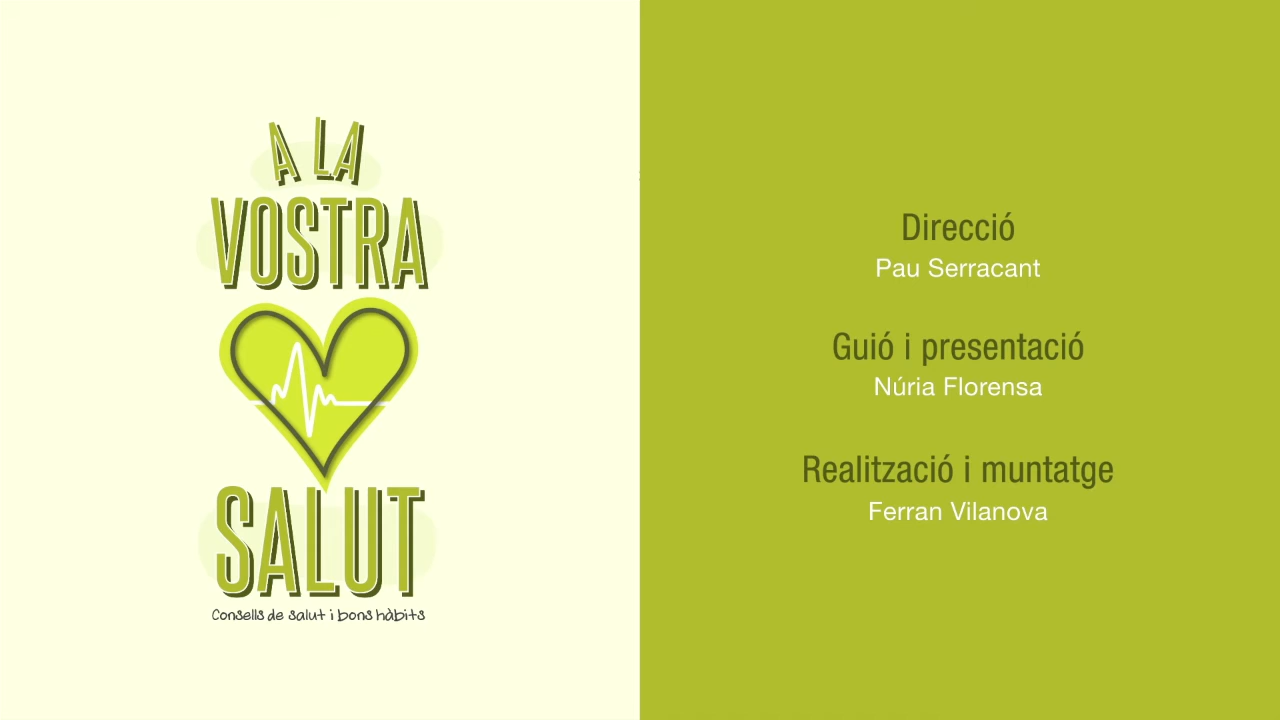 A LA
VOSTRA
SALUT
Consells de salut i bons hàbits
Direcció
Pau Serracant
Guió i presentació
Núria Florensa
Realització i muntatge
Ferran Vilanova